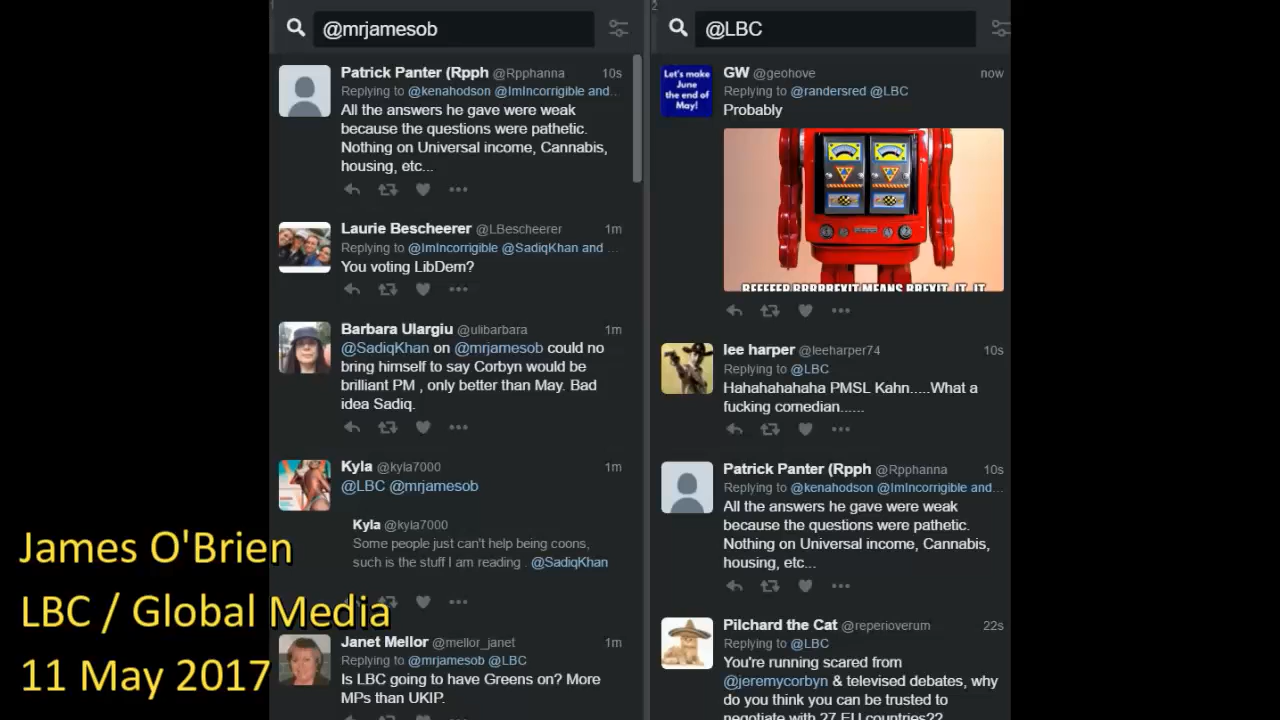 1
@mrjamesob
Patrick Panter (Rpph @Rpphanna 10s
Replying to @kenahodson @ImIncorrigible and...
All the answers he gave were weak
because the questions were pathetic.
Nothing on Universal income, Cannabis,
housing, etc...
Laurie Bescheerer @LBescheerer 1m
Replying to @ImIncorrigible @SadiqKhan and ...
You voting LibDem?
Barbara Ulargiu @ulibarbara 1m
@SadiqKhan on @mrjamesob could no
bring himself to say Corbyn would be
brilliant PM , only better than May. Bad
idea Sadiq.
Kyla @kyla7000 1m
@LBC @mrjamesob
Kyla @kyla7000
Some people just can't help being coons,
such is the stuff I am reading . @SadiqKhan
Janet Mellor @mellor_janet 1m
Replying to @mrjamesob @LBC
Is LBC going to have Greens on? More
MPs than UKIP.
2
@LBC
GW @geohove now
Let's make
June
the end of
May!
Replying to @randersred @LBC
Probably
BEEEEEP BRRRRREXIT MEANS BREXIT, IT, IT
lee harper @leeharper74 10s
Replying to @LBC
Hahahahahaha PMSL Kahn.....What a
fucking comedian......
Patrick Panter (Rpph @Rpphanna 10s
Replying to @kenahodson @ImIncorrigible and...
All the answers he gave were weak
because the questions were pathetic.
Nothing on Universal income, Cannabis,
housing, etc...
Pilchard the Cat @reperioverum 22s
Replying to @LBC
You're running scared from
@jeremycorbyn & televised debates, why
do you think you can be trusted to
negotiate with 27 EU countries??
James O'Brien
LBC / Global Media
11 May 2017